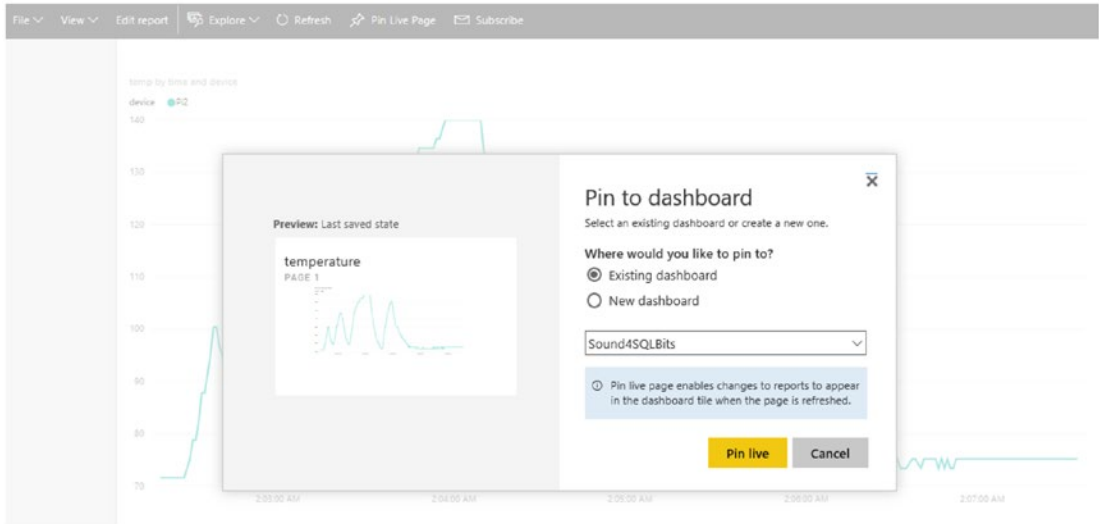 File View Edit report Explore Refresh Pin Live Page Subscribe
temp by time and device
device PiZ
140
130
120
110
100
90
80
70
2:03:00 AM 2:04:00 AM 2:05:00 AM 2:06:00 AM 2:07:00 AM
Preview: Last saved state
temperature
PAGE 1
Pin to dashboard
Select an existing dashboard or create a new one.
Where would you like to pin to?
Existing dashboard
New dashboard
Sound4SQLBits
Pin live page enables changes to reports to appear
in the dashboard tile when the page is refreshed.
Pin live Cancel